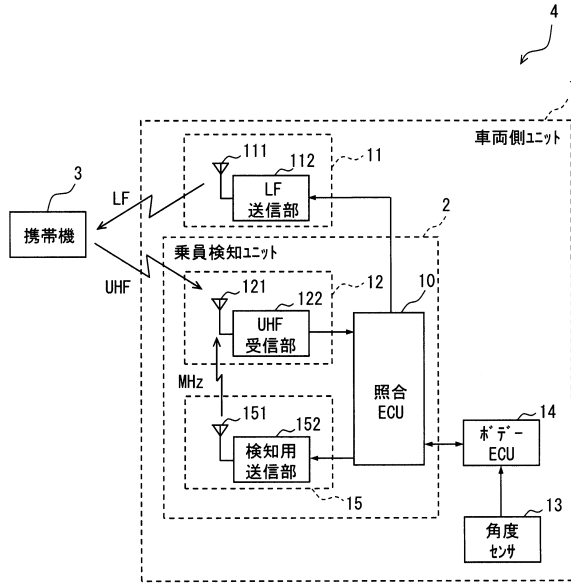 4
車両側ユニット
111
112
11
LF
送信部
3
携帯機
LF
UHF
2
乗員検知ユニット
121
122
12
10
UHF
受信部
照合
ECU
MHz
151
152
検知用
送信部
15
14
ボデー
ECU
13
角度
センサ